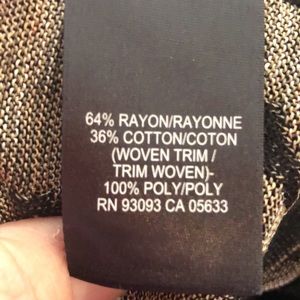 64% RAYON/RAYONNE
36% COTTON/COTON
(WOVEN TRIM /
TRIM WOVEN)-
100% POLY/POLY
RN 93093 CA 05633